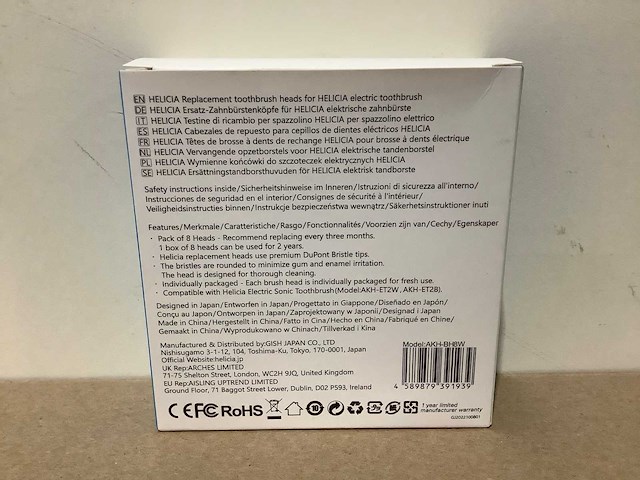 EN HELICIA Replacement toothbrush heads for HELICIA electric toothbrush
DE HELICIA Ersatz-Zahnbürstenköpfe für HELICIA elektrische zahnbürste
IT HELICIA Testine di ricambio per spazzolino HELICIA per spazzolino elettrico
ES HELICIA Cabezales de repuesto para cepillos de dientes eléctricos HELICIA
FR HELICIA Têtes de brosse à dents de rechange HELICIA pour brosse à dents électrique
NL HELICIA Vervangende opzetborstels voor HELICIA elektrische tandenborstel
PL HELICIA Wymienne końcówki do szczoteczek elektrycznych HELICIA
SE HELICIA Ersättningstandborsthuvuden för HELICIA elektrisk tandborste
Safety instructions inside/Sicherheitshinweise im Inneren/Istruzioni di sicurezza all'interno/
Instrucciones de seguridad en el interior/Consignes de sécurité à l'intérieur/
Veiligheidsinstructies binnen/Instrukcje bezpieczeństwa wewnątrz/Säkerhetsinstruktioner inuti
Features/Merkmale/Caratteristiche/Rasgo/Fonctionnalités/Voorzien zijn van/Cechy/Egenskaper
· Pack of 8 Heads - Recommend replacing every three months.
1 box of 8 heads can be used for 2 years.
· Helicia replacement heads use premium DuPont Bristle tips.
· The bristles are rounded to minimize gum and enamel irritation.
The head is designed for thorough cleaning.
· Individually packaged - Each brush head is individually packaged for fresh use.
· Compatible with Helicia Electric Sonic Toothbrush(Model:AKH-ET2W, AKH-ET2B).
Designed in Japan/Entworfen in Japan/Progettato in Giappone/Diseñado en Japón/
Conçu au Japon/Ontworpen in Japan/Zaprojektowany w Japonii/Designad i Japan
Made in China/Hergestellt in China/Fatto in Cina/Hecho en China/Fabriqué en Chine/
Gemaakt in China/Wyprodukowano w Chinach/Tillverkad i Kina
Manufactured & Distributed by:GISH JAPAN CO., LTD
Nishisugamo 3-1-12, 104, Toshima-Ku, Tokyo, 170-0001, Japan
Official Website:helicia.jp
UK Rep:ARCHES LIMITED
71-75 Shelton Street, London, WC2H 9JQ, United Kingdom
EU Rep:AISLING UPTREND LIMITED
Ground Floor, 71 Baggot Street Lower, Dublin, D02 P593, Ireland
Model:AKH-BH8W
4 589879 391939
CE FC RoHS
10
1 year limited
manufacturer warranty